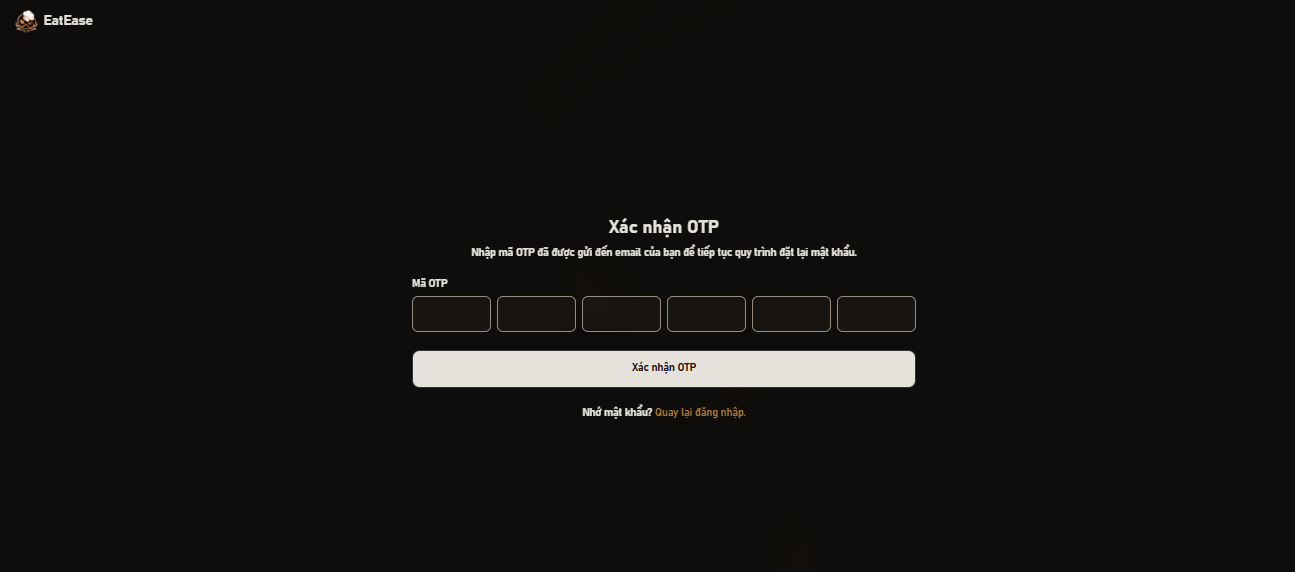 EatEase
Xác nhận OTP
Nhập mã OTP đã được gửi đến email của bạn để tiếp tục quy trình đặt lại mật khẩu.
Mã OTP
Xác nhận OTP
Nhớ mật khẩu? Quay lại đăng nhập.